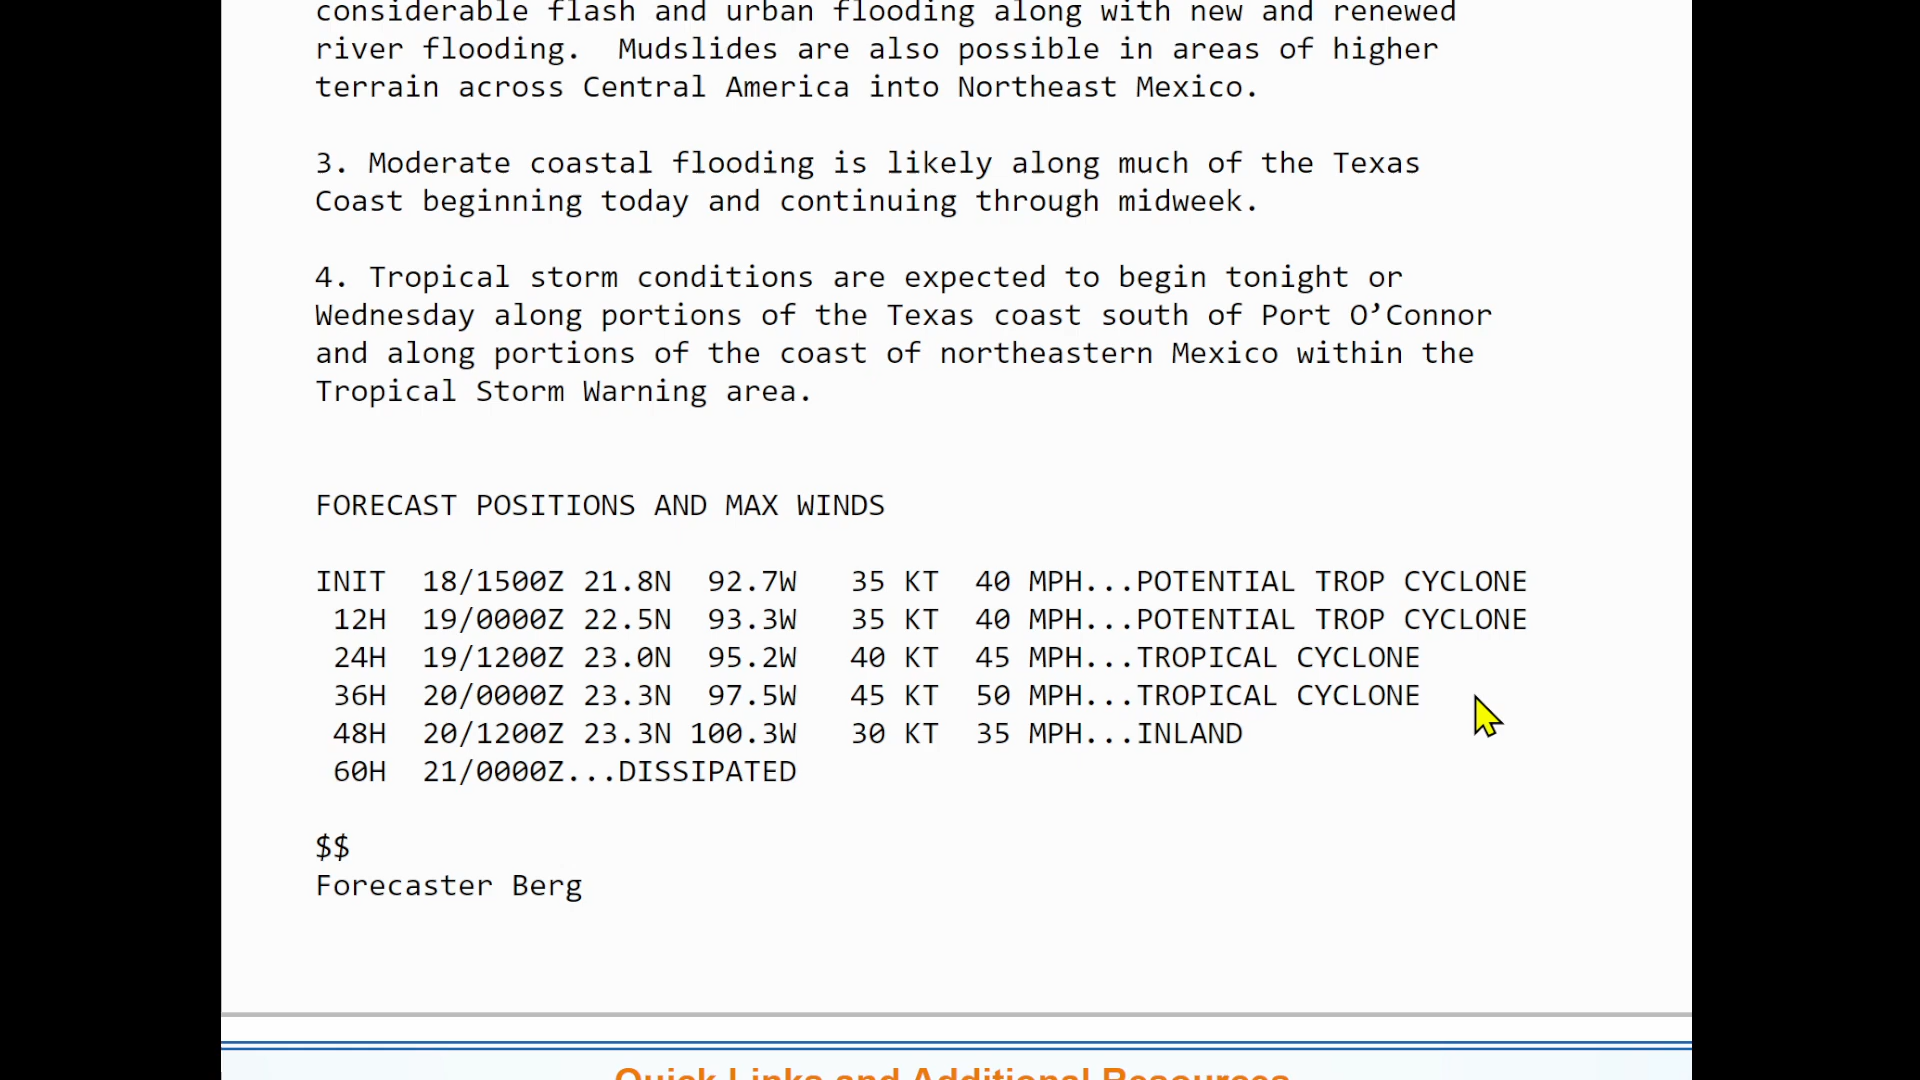 considerable flash and urban flooding along with new and renewed
river flooding.  Mudslides are also possible in areas of higher
terrain across Central America into Northeast Mexico.
3. Moderate coastal flooding is likely along much of the Texas
Coast beginning today and continuing through midweek.
4. Tropical storm conditions are expected to begin tonight or
Wednesday along portions of the Texas coast south of Port O’Connor
and along portions of the coast of northeastern Mexico within the
Tropical Storm Warning area.
FORECAST POSITIONS AND MAX WINDS
INIT  18/1500Z 21.8N  92.7W   35 KT  40 MPH...POTENTIAL TROP CYCLONE
12H  19/0000Z 22.5N  93.3W   35 KT  40 MPH...POTENTIAL TROP CYCLONE
24H  19/1200Z 23.0N  95.2W   40 KT  45 MPH...TROPICAL CYCLONE
36H  20/0000Z 23.3N  97.5W   45 KT  50 MPH...TROPICAL CYCLONE
48H  20/1200Z 23.3N 100.3W   30 KT  35 MPH...INLAND
60H  21/0000Z...DISSIPATED
$$
Forecaster Berg
Quick Links and Additional Resources